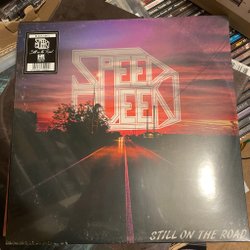 SPEED
QUEEN
STILL ON THE ROAD